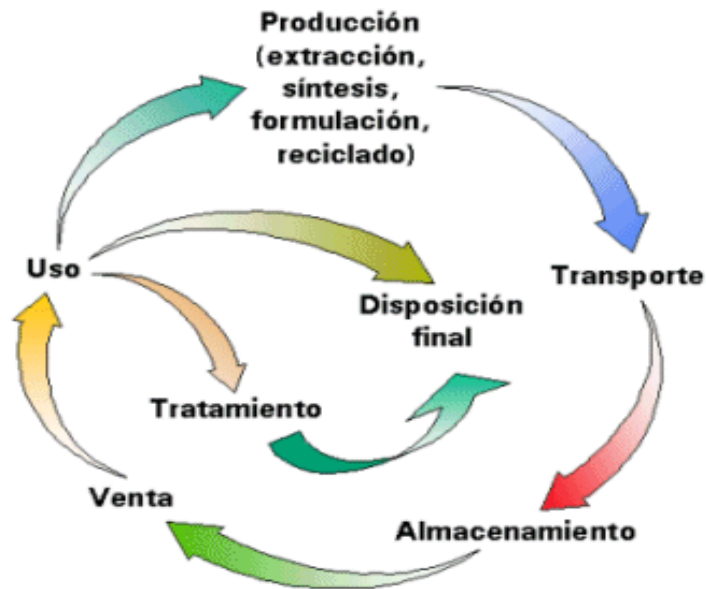 Producción
(extracción,
síntesis,
formulación,
reciclado)
Uso
Transporte
Disposición
final
Tratamiento
Venta
Almacenamiento